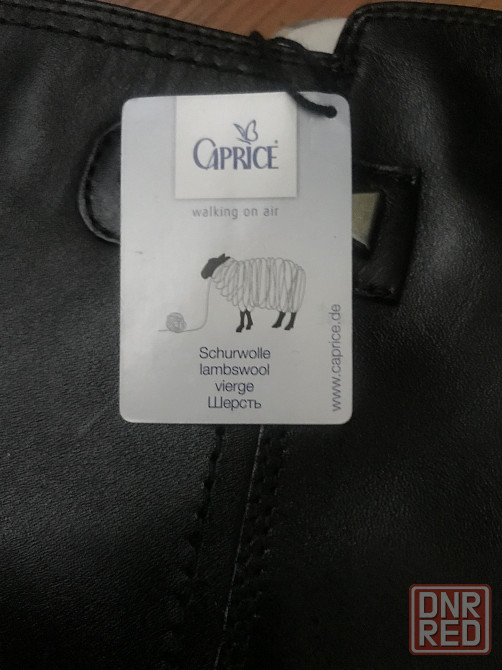 CAPRICE
walking on air
Schurwolle
lambswool
vierge
Шерсть
www.caprice.de
DNR
RED